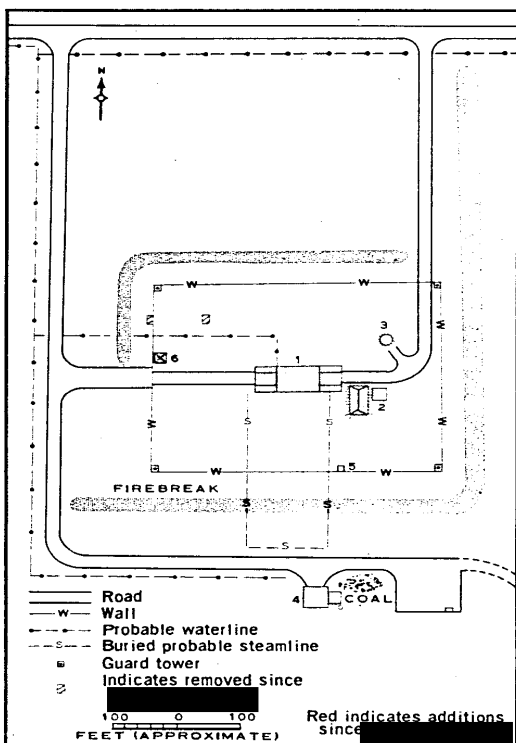 N
W
W
3
W
6
1
2
W
S
S
W
5
W
W
FIREBREAK
S
S
S
4
COAL
Road
W Wall
Probable waterline
S Buried probable steamline
Guard tower
Indicates removed since
100 0 100
FEET (APPROXIMATE)
Red indicates additions
since